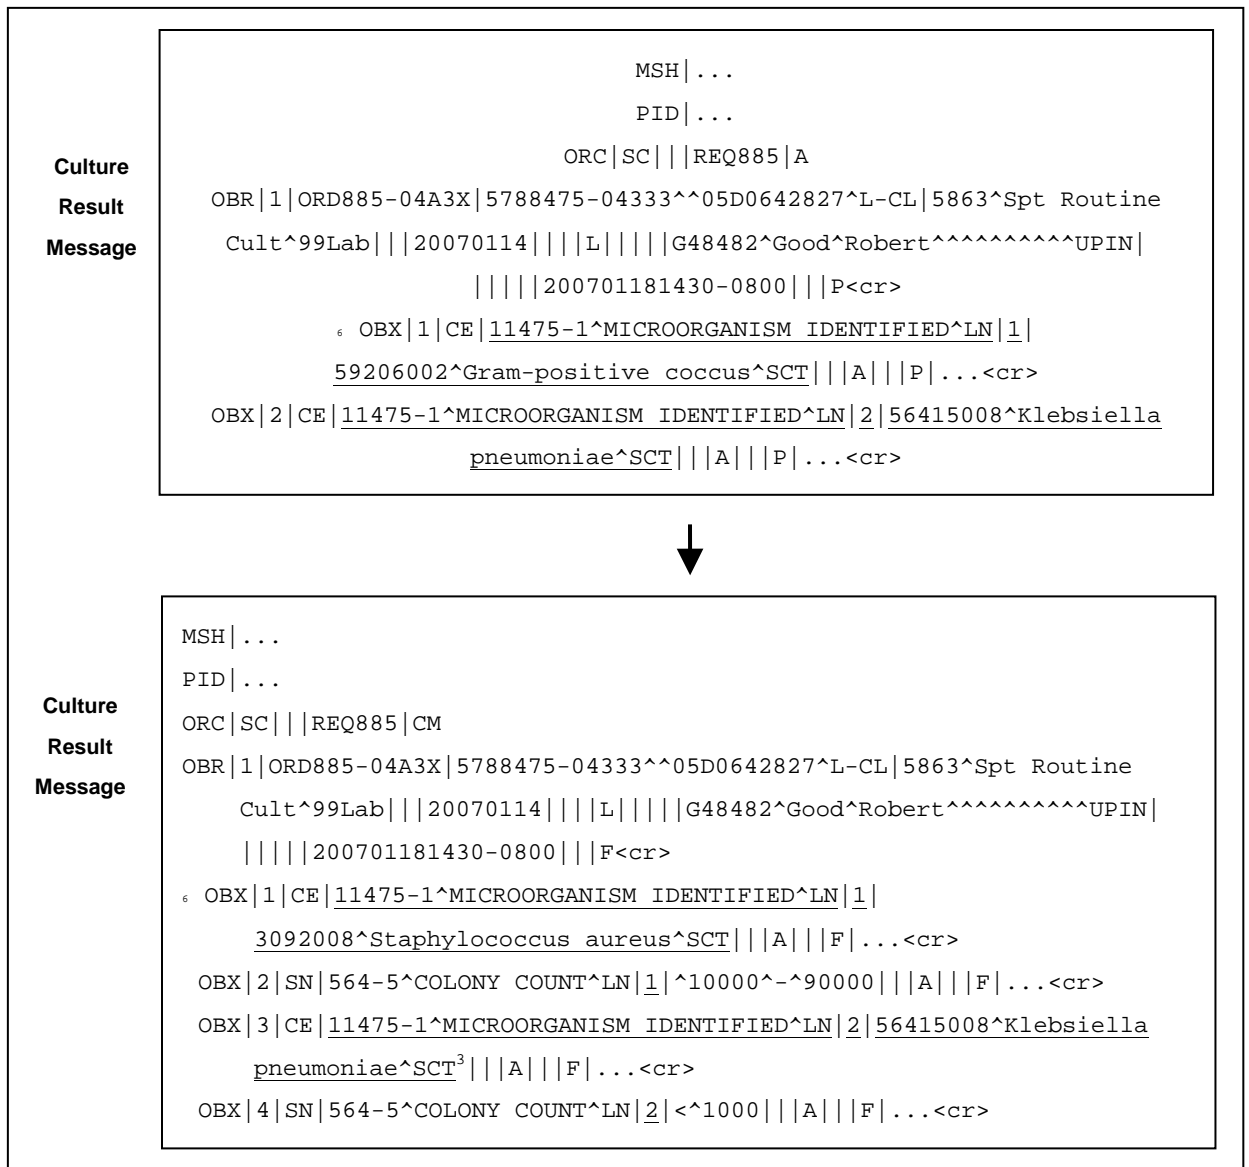 Culture
Result
Message
MSH|...
PID|...
ORC|SC|||REQ885|A
OBR|1|ORD885-04A3X|5788475-04333^^05D0642827^L-CL|5863^Spt Routine
Cult^99Lab|||20070114||||L|||||G48482^Good^Robert^^^^^^^^^^UPIN|
|||||200701181430-0800|||P<cr>
6 OBX|1|CE|11475-1^MICROORGANISM IDENTIFIED^LN|1|
59206002^Gram-positive coccus^SCT|||A|||P|...<cr>
OBX|2|CE|11475-1^MICROORGANISM IDENTIFIED^LN|2|56415008^Klebsiella
pneumoniae^SCT|||A|||P|...<cr>
Culture
Result
Message
MSH|...
PID|...
ORC|SC|||REQ885|CM
OBR|1|ORD885-04A3X|5788475-04333^^05D0642827^L-CL|5863^Spt Routine
Cult^99Lab|||20070114||||L|||||G48482^Good^Robert^^^^^^^^^^UPIN|
|||||200701181430-0800|||F<cr>
6 OBX|1|CE|11475-1^MICROORGANISM IDENTIFIED^LN|1|
3092008^Staphylococcus aureus^SCT|||A|||F|...<cr>
OBX|2|SN|564-5^COLONY COUNT^LN|1|^10000^-^90000|||A|||F|...<cr>
OBX|3|CE|11475-1^MICROORGANISM IDENTIFIED^LN|2|56415008^Klebsiella
pneumoniae^SCT3|||A|||F|...<cr>
OBX|4|SN|564-5^COLONY COUNT^LN|2|<^1000|||A|||F|...<cr>